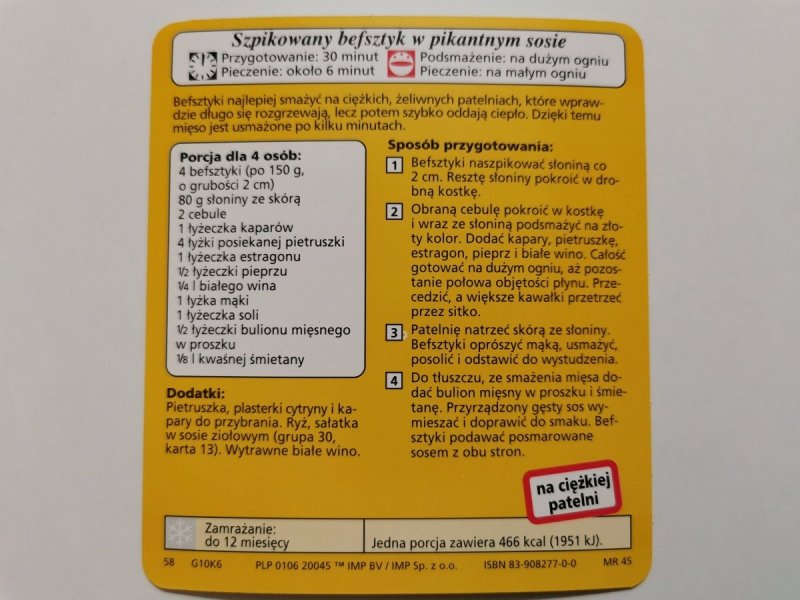 Szpikowany befsztyk w pikantnym sosie
Przygotowanie: 30 minut
Pieczenie: około 6 minut
Podsmażenie: na dużym ogniu
Pieczenie: na małym ogniu
Befsztyki najlepiej smażyć na ciężkich, żeliwnych patelniach, które wpraw-
dzie długo się rozgrzewają, lecz potem szybko oddają ciepło. Dzięki temu
mięso jest usmażone po kilku minutach.
Porcja dla 4 osób:
4 befsztyki (po 150 g,
o grubości 2 cm)
80 g słoniny ze skórą
2 cebule
1 łyżeczka kaparów
4 łyżki posiekanej pietruszki
1 łyżeczka estragonu
1/2 łyżeczki pieprzu
1/4 l białego wina
1 łyżka mąki
1 łyżeczka soli
1/2 łyżeczki bulionu mięsnego
w proszku
1/8 l kwaśnej śmietany
Dodatki:
Pietruszka, plasterki cytryny i ka-
pary do przybrania. Ryż, sałatka
w sosie ziołowym (grupa 30,
karta 13). Wytrawne białe wino.
Sposób przygotowania:
1 Befsztyki naszpikować słoniną co
2 cm. Resztę słoniny pokroić w dro-
bną kostkę.
2 Obraną cebulę pokroić w kostkę
i wraz ze słoniną podsmażyć na zło-
ty kolor. Dodać kapary, pietruszkę,
estragon, pieprz i białe wino. Całość
gotować na dużym ogniu, aż pozos-
tanie połowa objętości płynu. Prze-
cedzić, a większe kawałki przetrzeć
przez sitko.
3 Patelnię natrzeć skórą ze słoniny.
Befsztyki oprószyć mąką, usmażyć,
posolić i odstawić do wystudzenia.
4 Do tłuszczu, ze smażenia mięsa do-
dać bulion mięsny w proszku i śmie-
tanę. Przyrządzony gęsty sos wy-
mieszać i doprawić do smaku. Bef-
sztyki podawać posmarowane
sosem z obu stron.
na ciężkiej
patelni
Zamrażanie:
do 12 miesięcy
Jedna porcja zawiera 466 kcal (1951 kJ).
58 G10K6 PLP 0106 20045 ™ IMP BV / IMP Sp. z o.o. ISBN 83-908277-0-0 MR 45